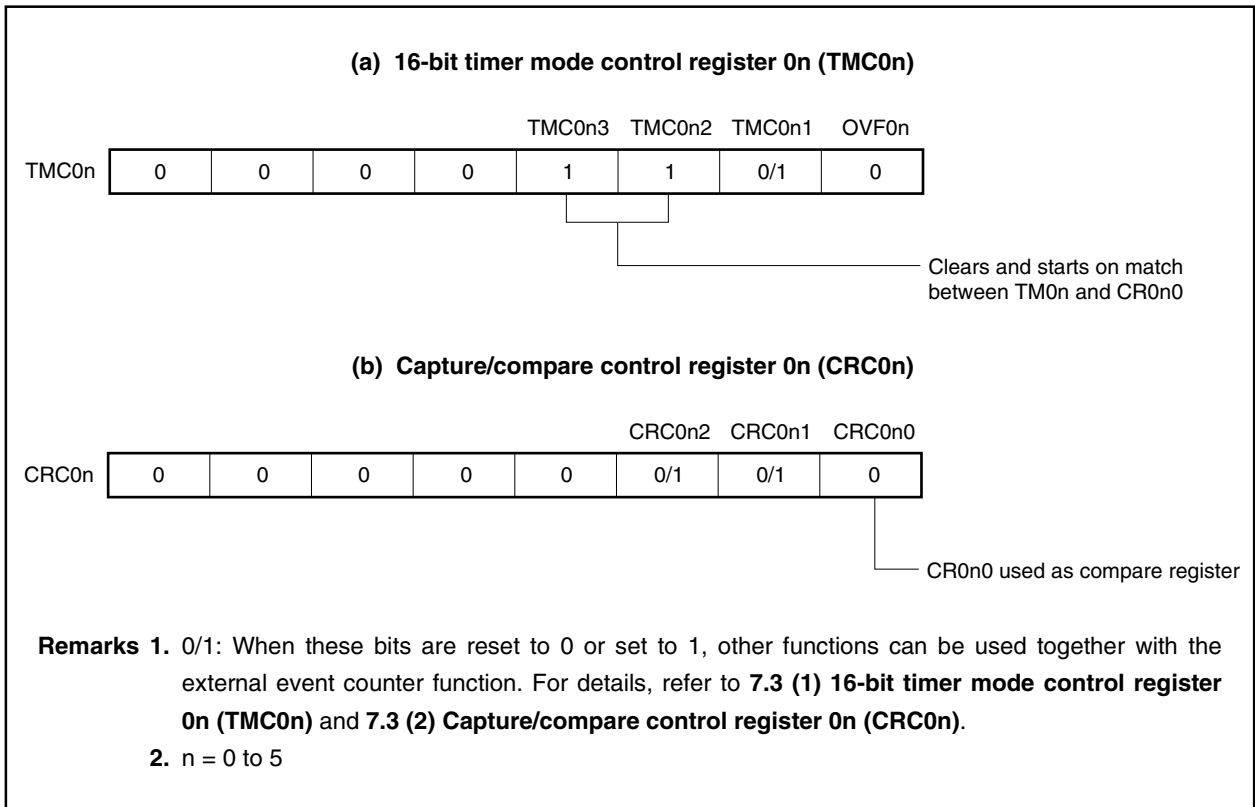 (a) 16-bit timer mode control register 0n (TMC0n)
TMC0n3 TMC0n2 TMC0n1 OVF0n
TMC0n 0 0 0 0 1 1 0/1 0
Clears and starts on match
between TM0n and CR0n0
(b) Capture/compare control register 0n (CRC0n)
CRC0n2 CRC0n1 CRC0n0
CRC0n 0 0 0 0 0 0/1 0/1 0
CR0n0 used as compare register
Remarks 1. 0/1: When these bits are reset to 0 or set to 1, other functions can be used together with the
external event counter function. For details, refer to 7.3 (1) 16-bit timer mode control register
0n (TMC0n) and 7.3 (2) Capture/compare control register 0n (CRC0n).
2. n = 0 to 5